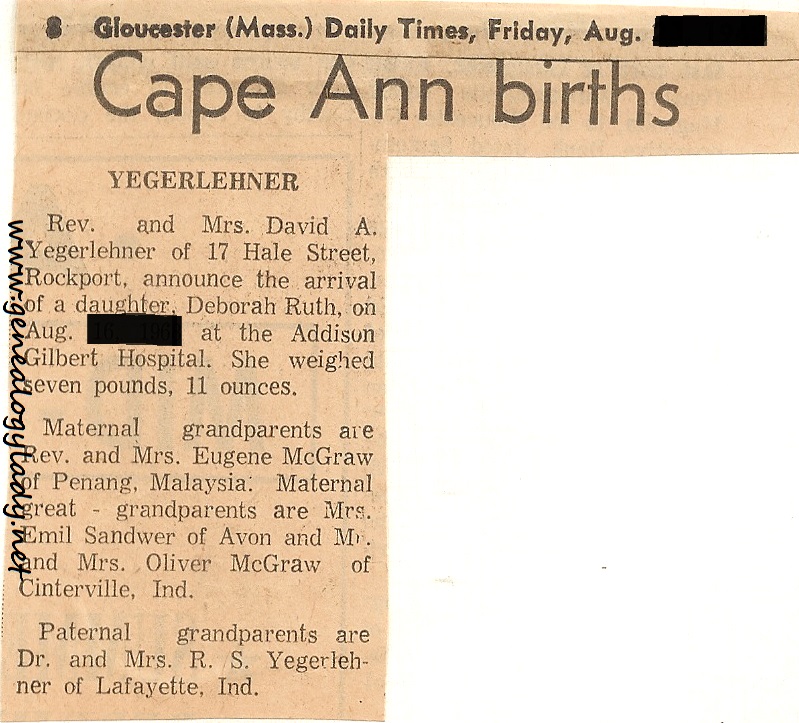 8 Gloucester (Mass.) Daily Times, Friday, Aug.
Cape Ann births
YEGERLEHNER
Rev. and Mrs. David A.
Yegerlehner of 17 Hale Street,
Rockport, announce the arrival
of a daughter, Deborah Ruth, on
Aug. at the Addison
Gilbert Hospital. She weighed
seven pounds, 11 ounces.
Maternal grandparents are
Rev. and Mrs. Eugene McGraw
of Penang, Malaysia. Maternal
great - grandparents are Mrs.
Emil Sandwer of Avon and Mr.
and Mrs. Oliver McGraw of
Cinterville, Ind.
Paternal grandparents are
Dr. and Mrs. R. S. Yegerleh-
ner of Lafayette, Ind.
www.genealogylady.net